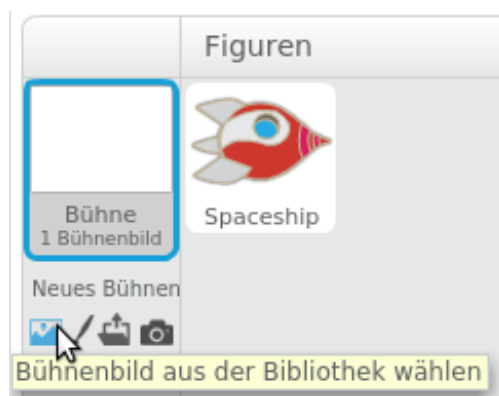 Figuren
Bühne
1 Bühnenbild
Spaceship
Neues Bühnen
Bühnenbild aus der Bibliothek wählen